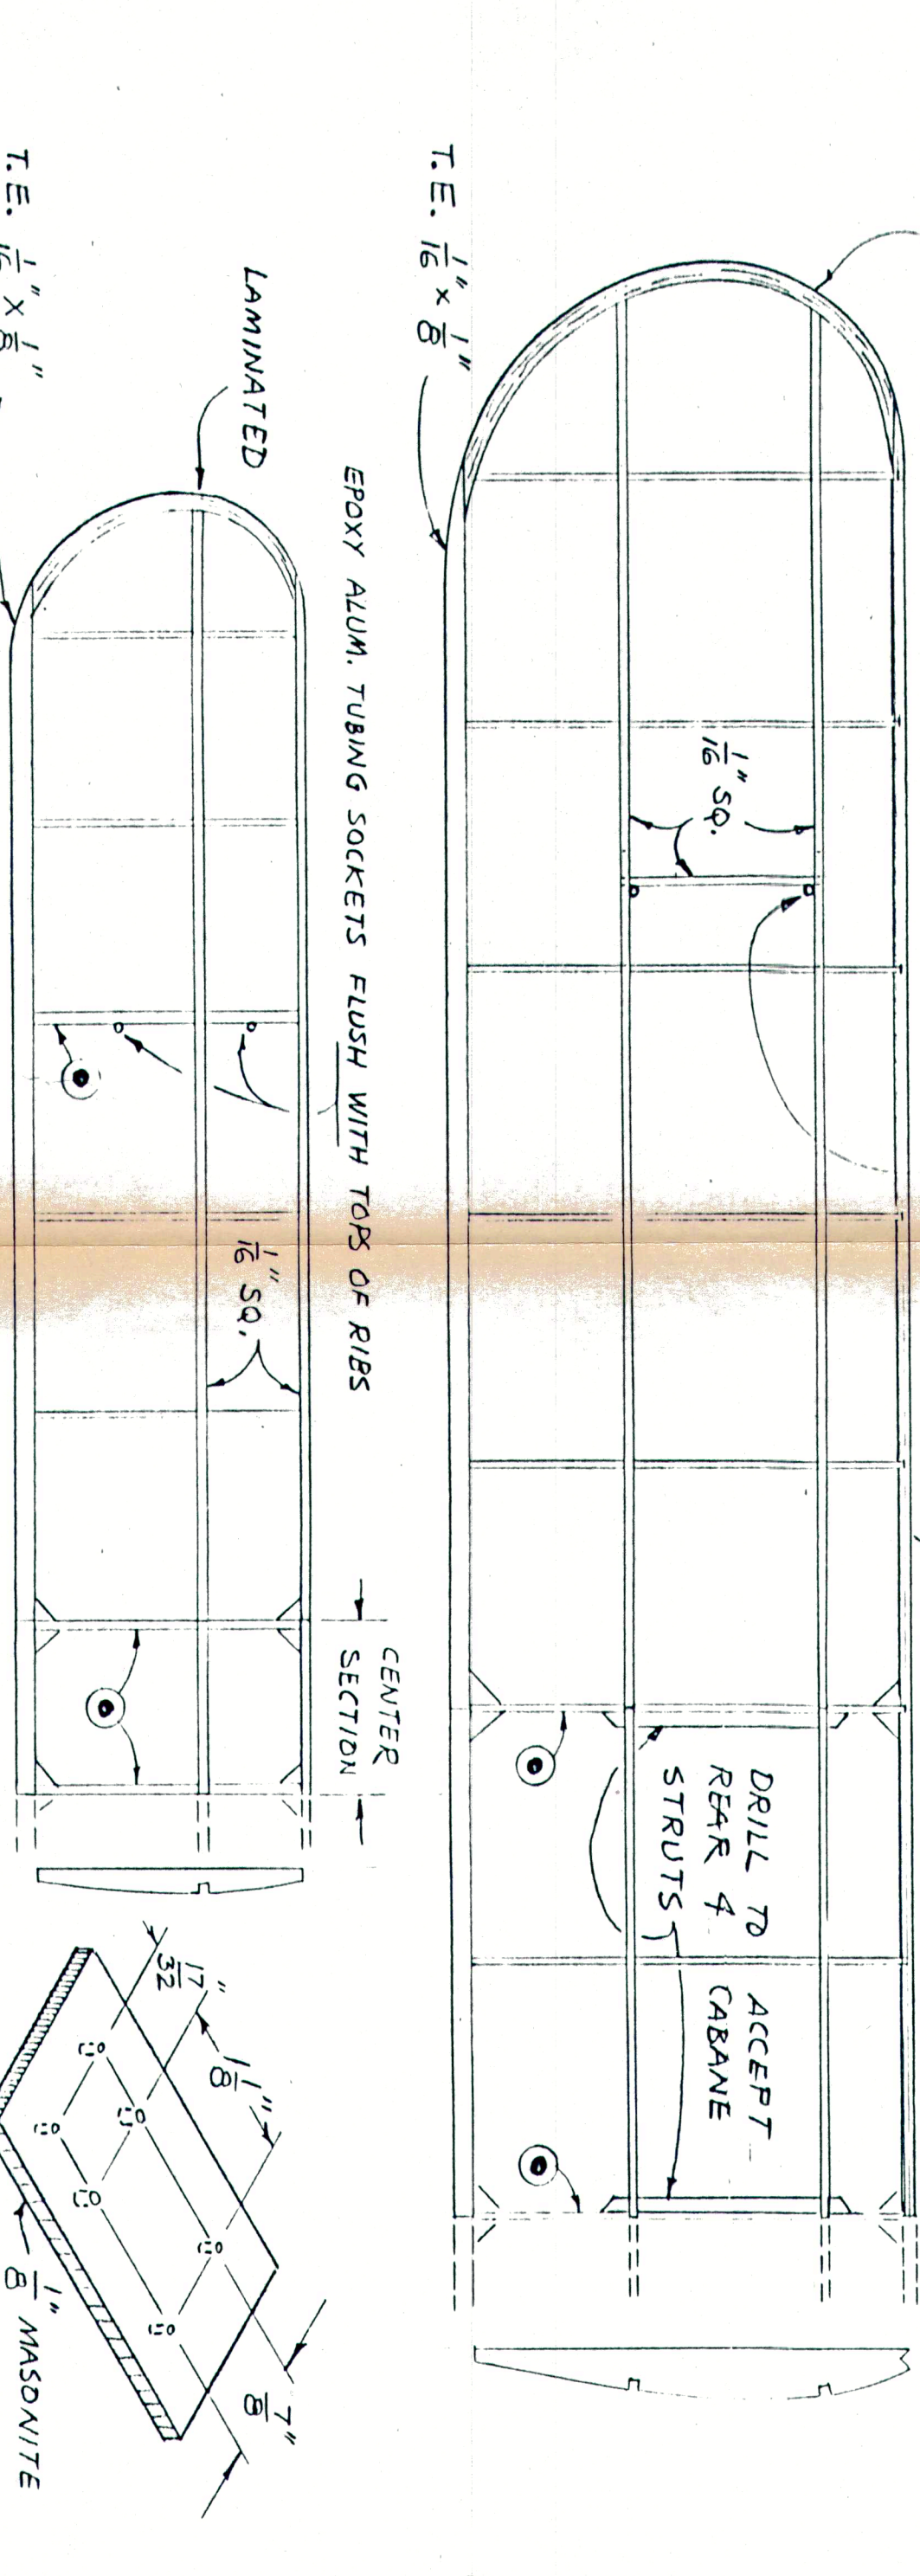 T.E. 1/16" x 1/8"
1/16" SQ.
DRILL TO ACCEPT
REAR 4 CABANE
STRUTS
EPOXY ALUM. TUBING SOCKETS FLUSH WITH TOPS OF RIBS
LAMINATED
T.E. 1/16" x 1/8"
1/16" SQ.
CENTER
SECTION
17/32"
1 1/8"
7/8"
1/8" MASONITE